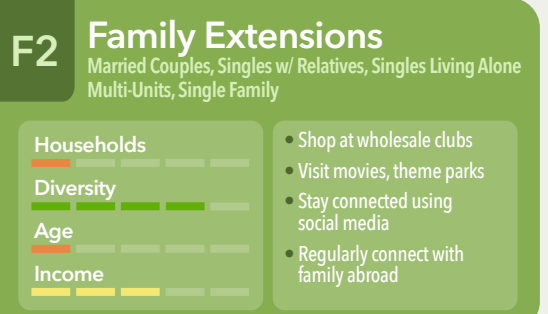 F2
Family Extensions
Married Couples, Singles w/ Relatives, Singles Living Alone
Multi-Units, Single Family
Households
Diversity
Age
Income
• Shop at wholesale clubs
• Visit movies, theme parks
• Stay connected using
social media
• Regularly connect with
family abroad